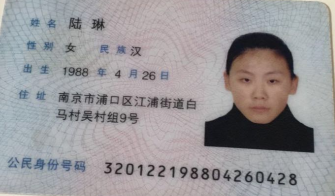 姓 名 陆 琳
性 别 女 民 族 汉
出 生 1988 年 4 月 26 日
住 址 南京市浦口区江浦街道白
马村吴村组9号
公民身份号码 320122198804260428